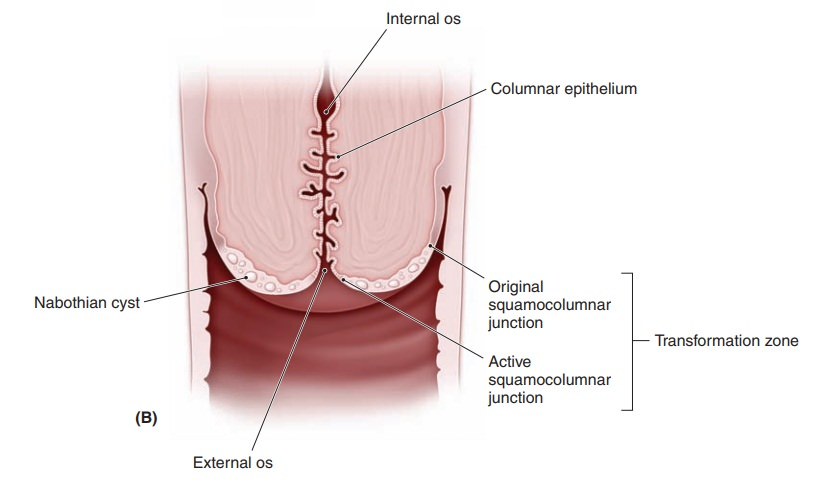 Internal os
Columnar epithelium
Nabothian cyst
Original
squamocolumnar
junction
Transformation zone
Active
squamocolumnar
junction
(B)
External os